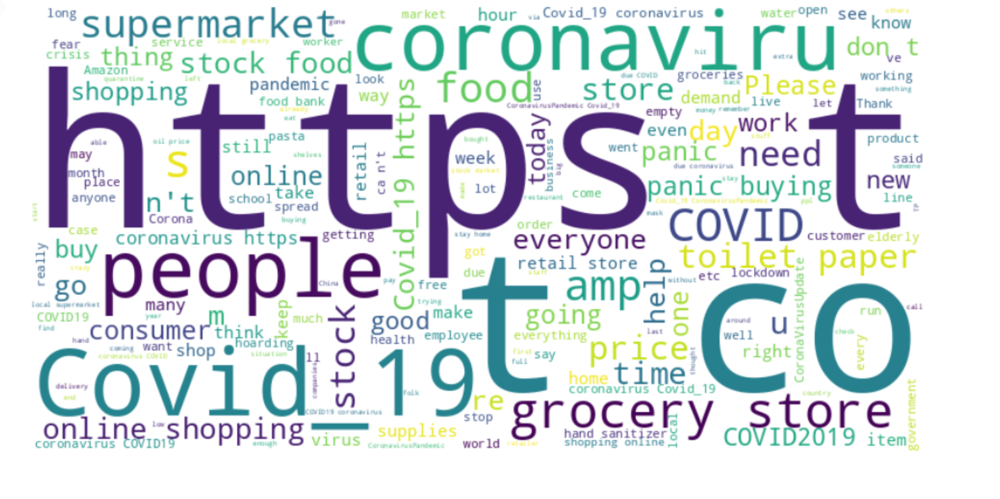 long
supermarket
gone
market
hour
via
Covid_19 coronavirus
water
open
see
others
know
fear
service
local grocery
worker
coronaviru
hit
extra
don t
ve
crisis
thing
stock food
Amazon
quarantine
left
shopping
pandemic
look
way
food bank
already
eat
food
use
CoronavirusPandemic Covid_19
store
due COVID
groceries
back
Please
working
something
demand
live
let
Thank
money
remember
https t
able
may
month
place
anyone
oil price
s
n't
Corona
still
pasta
shelves
online
school
take
spread
buying
retail
ca n't
Covid_19 https
bought
week
stock market
made
lot
today
business
big
restaurant
come
empty
even
day
work
stuff
went
panic
need
due coronavirus
stay
panic buying
Covid_19 CoronavirusPandemic
ppl
product
said
someone
new
line
TP
start
case
coronavirus https
getting
stay home
order
mask
COVID
customer
elderly
buy
really
crazy
people
China
pay
got
everyone
toilet paper
retail store
due
staff
go
local supermarket
many
free
trying
t co
amp
help
without
etc
lockdown
CoronaVirusUpdate
COVID19
year
m
keep
much
stock
good
make
going
one
around
u
run
call
find
hand
consumer
think
hoarding
health
employee
everything
last
well
check
coming
want
shop
situation
coronavirus COVID
ll
first
say
full
price
thought
right
every
Covid_19
delivery
and
companies
folk
home
time
coronavirus Covid_19
country
government
COVID19 coronavirus
re
stop
grocery store
online shopping
low
supplies
hand sanitizer
local
coronavirus COVID19
enough
virus
CoronavirusPandemic
world
retailer
shopping online
COVID2019
item